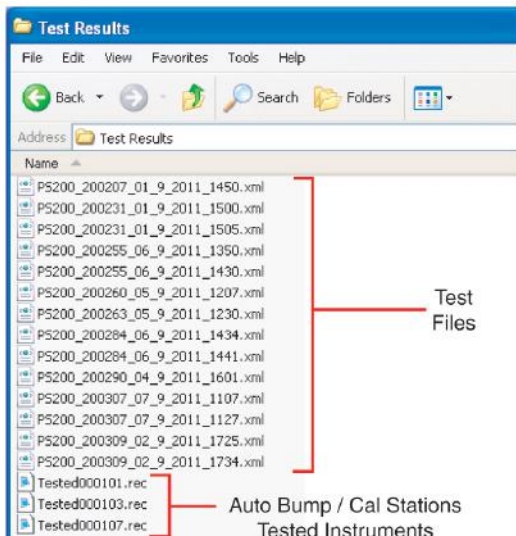 Test Results
File Edit View Favorites Tools Help
Back Search Folders
Address Test Results
Name
PS200_200207_01_9_2011_1450.xml
PS200_200231_01_9_2011_1500.xml
PS200_200231_01_9_2011_1505.xml
PS200_200255_06_9_2011_1350.xml
PS200_200255_06_9_2011_1430.xml
PS200_200260_05_9_2011_1207.xml
PS200_200263_05_9_2011_1230.xml
PS200_200284_06_9_2011_1434.xml
PS200_200284_06_9_2011_1441.xml
PS200_200290_04_9_2011_1601.xml
PS200_200307_07_9_2011_1107.xml
PS200_200307_07_9_2011_1127.xml
PS200_200309_02_9_2011_1725.xml
PS200_200309_02_9_2011_1734.xml
Test
Files
Tested000101.rec
Tested000103.rec
Tested000107.rec
Auto Bump / Cal Stations
Tested Instruments